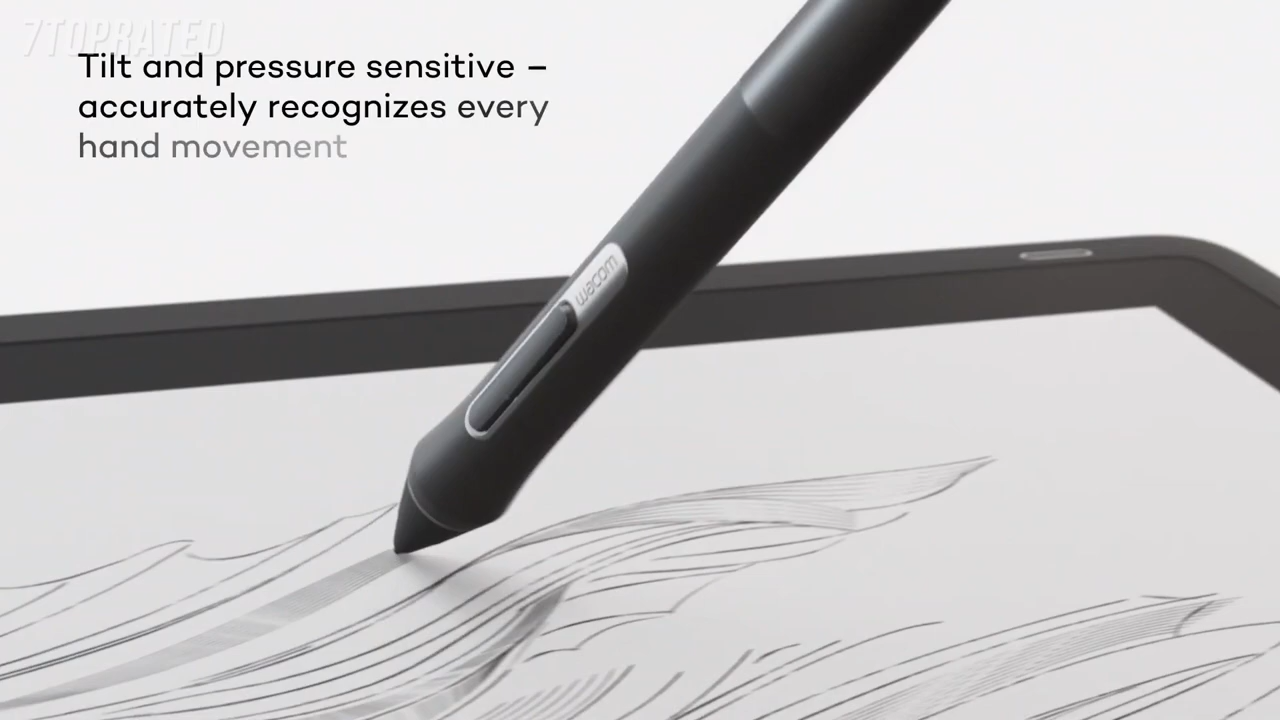 7TOPRATED
Tilt and pressure sensitive –
accurately recognizes every
hand movement
wacom